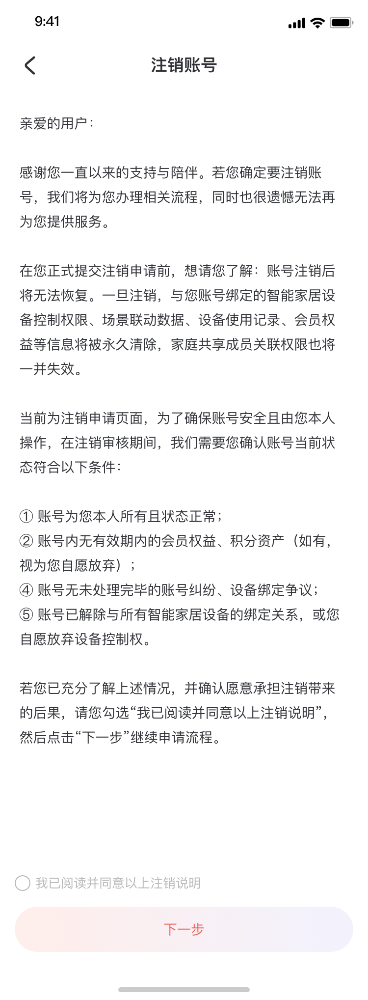 9:41
注销账号
亲爱的用户：
感谢您一直以来的支持与陪伴。若您确定要注销账
号，我们将为您办理相关流程，同时也很遗憾无法再
为您提供服务。
在您正式提交注销申请前，想请您了解：账号注销后
将无法恢复。一旦注销，与您账号绑定的智能家居设
备控制权限、场景联动数据、设备使用记录、会员权
益等信息将被永久清除，家庭共享成员关联权限也将
一并失效。
当前为注销申请页面，为了确保账号安全且由您本人
操作，在注销审核期间，我们需要您确认账号当前状
态符合以下条件：
① 账号为您本人所有且状态正常；
② 账号内无有效期内的会员权益、积分资产（如有，
视为您自愿放弃）；
④ 账号无未处理完毕的账号纠纷、设备绑定争议；
⑤ 账号已解除与所有智能家居设备的绑定关系，或您
自愿放弃设备控制权。
若您已充分了解上述情况，并确认愿意承担注销带来
的后果，请您勾选“我已阅读并同意以上注销说明”，
然后点击“下一步”继续申请流程。
我已阅读并同意以上注销说明
下一步